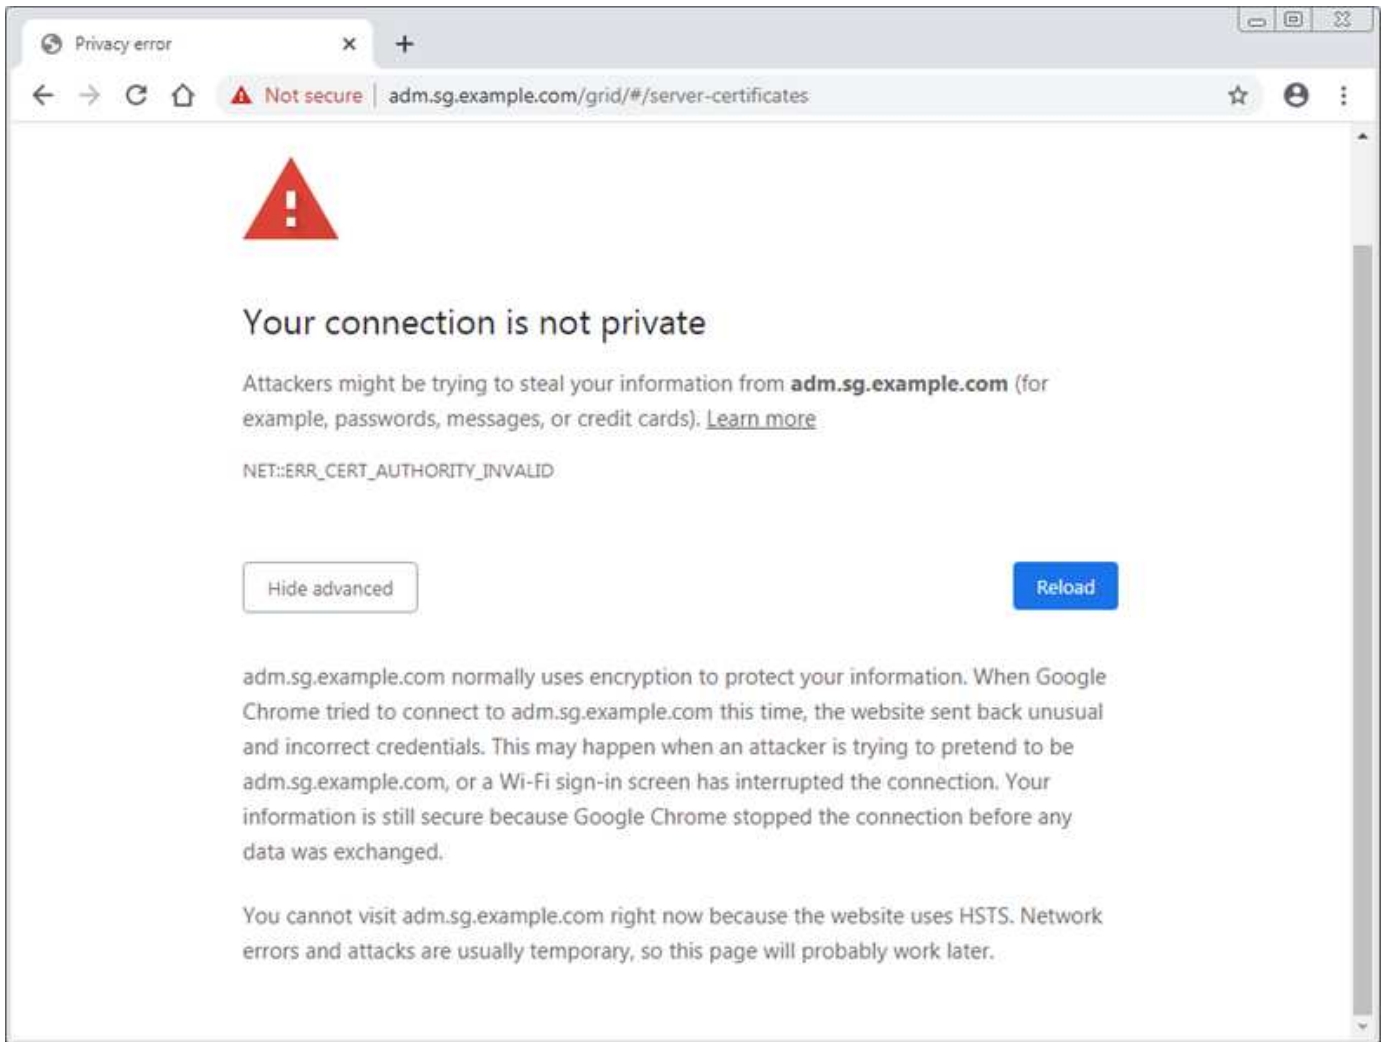 Privacy error
Not secure adm.sg.example.com/grid/#/server-certificates
Your connection is not private
Attackers might be trying to steal your information from adm.sg.example.com (for
example, passwords, messages, or credit cards). Learn more
NET::ERR_CERT_AUTHORITY_INVALID
Hide advanced
Reload
adm.sg.example.com normally uses encryption to protect your information. When Google
Chrome tried to connect to adm.sg.example.com this time, the website sent back unusual
and incorrect credentials. This may happen when an attacker is trying to pretend to be
adm.sg.example.com, or a Wi-Fi sign-in screen has interrupted the connection. Your
information is still secure because Google Chrome stopped the connection before any
data was exchanged.
You cannot visit adm.sg.example.com right now because the website uses HSTS. Network
errors and attacks are usually temporary, so this page will probably work later.